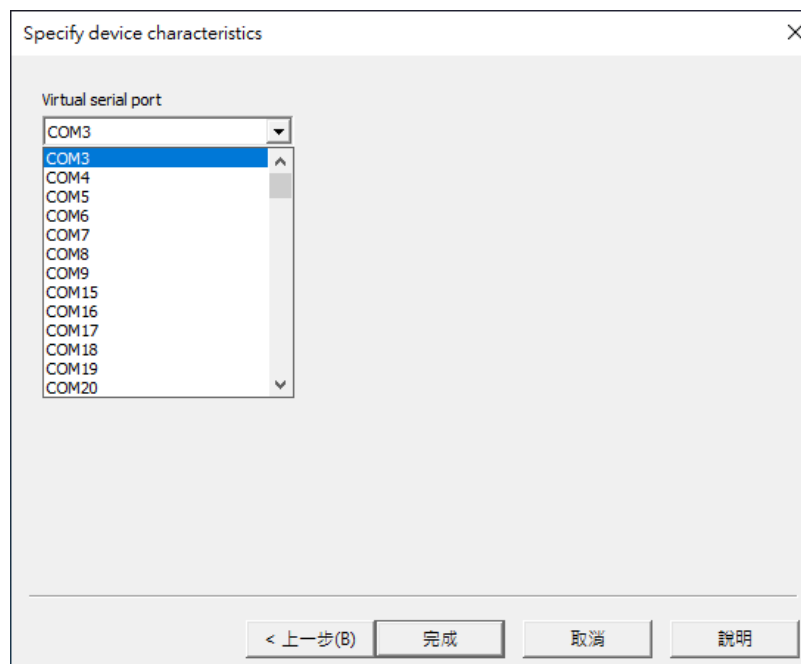 Specify device characteristics
Virtual serial port
COM3
COM3
COM4
COM5
COM6
COM7
COM8
COM9
COM15
COM16
COM17
COM18
COM19
COM20
< 上一步(B) 完成 取消 說明